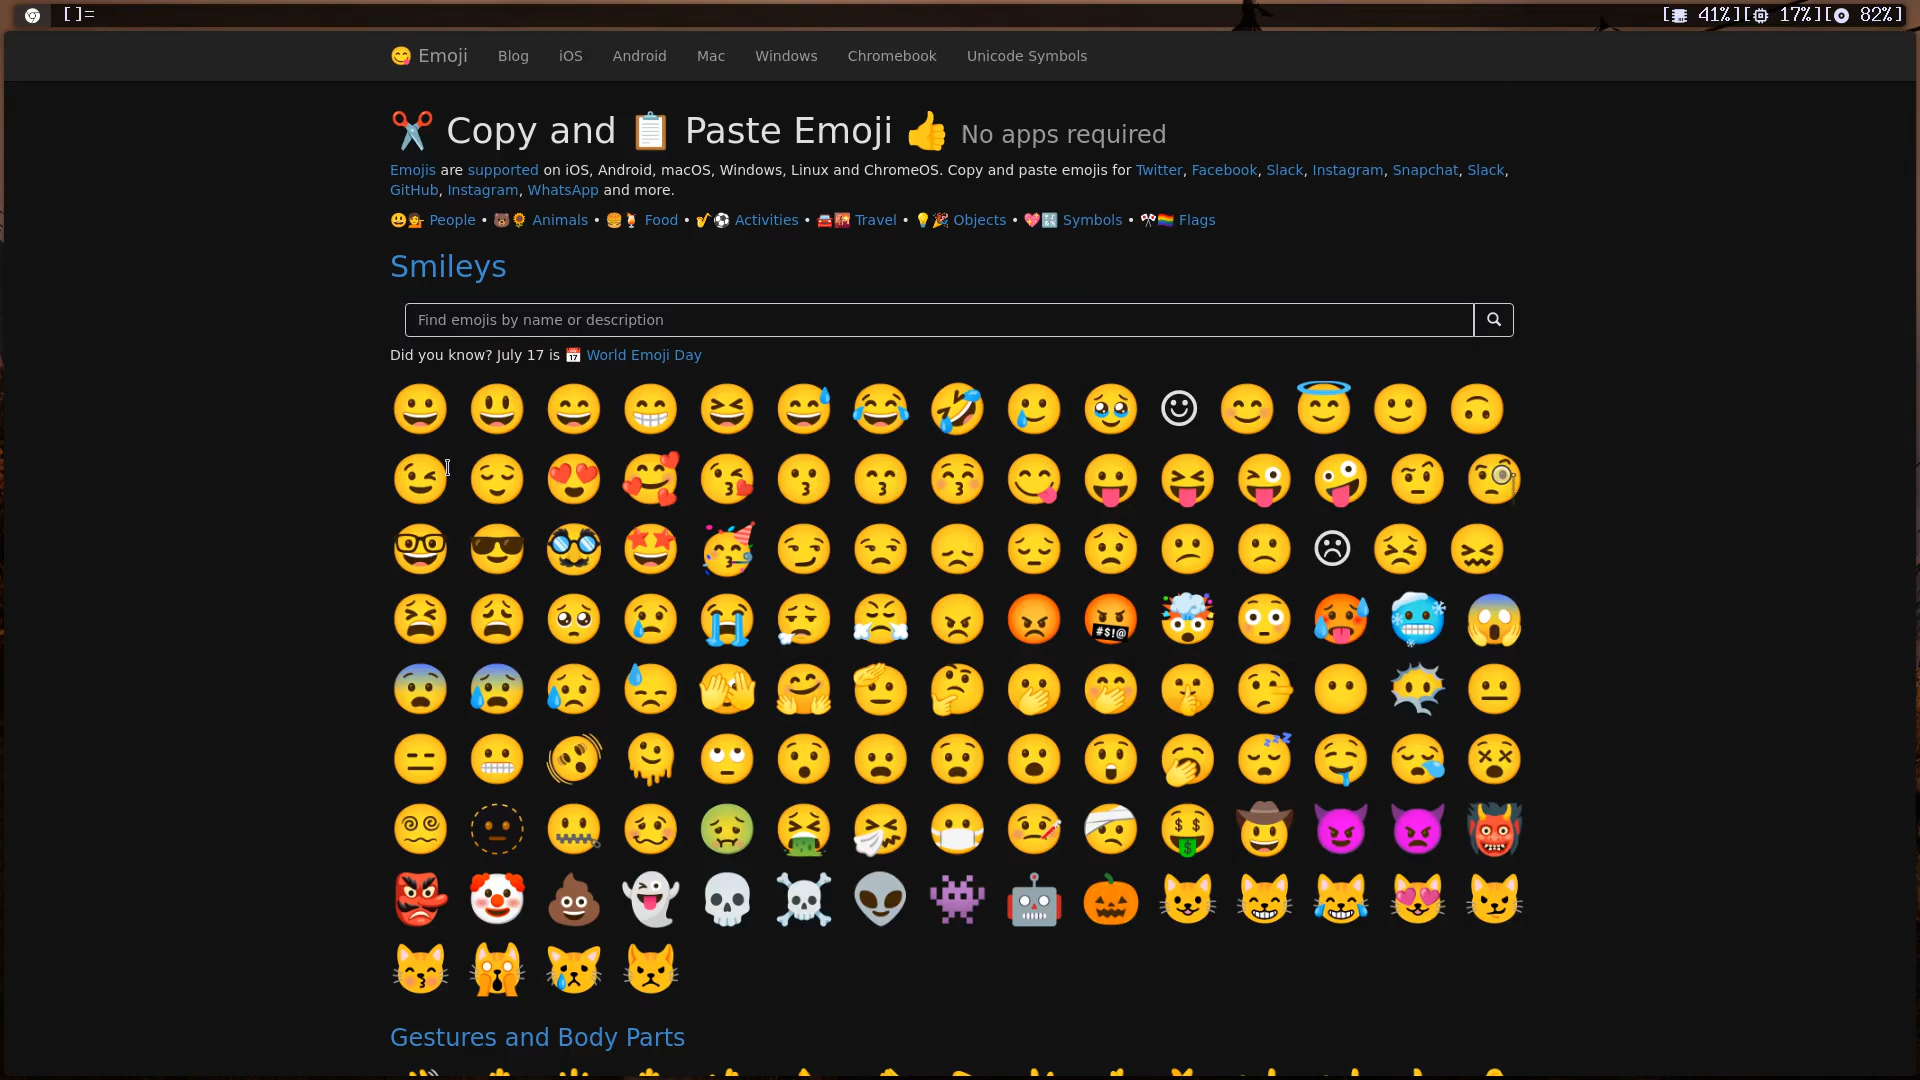 []= [ 41%][ 17%][ 82%]
Emoji Blog iOS Android Mac Windows Chromebook Unicode Symbols
Copy and Paste Emoji No apps required
Emojis are supported on iOS, Android, macOS, Windows, Linux and ChromeOS. Copy and paste emojis for Twitter, Facebook, Slack, Instagram, Snapchat, Slack,
GitHub, Instagram, WhatsApp and more.
People • Animals • Food • Activities • Travel • Objects • Symbols • Flags
Smileys
Find emojis by name or description
Did you know? July 17 is World Emoji Day
#$!@
Gestures and Body Parts